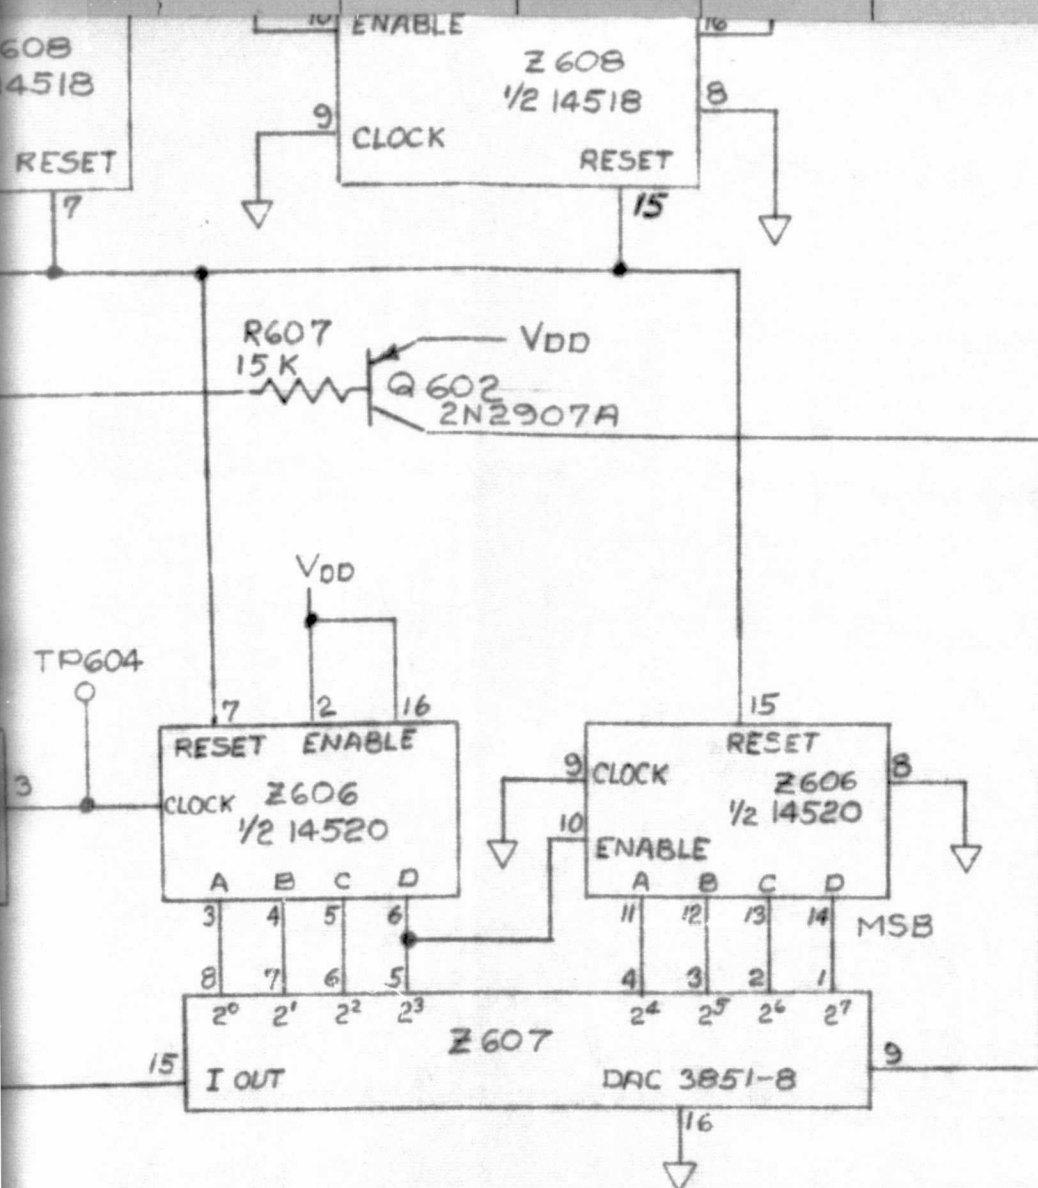 608
14518
RESET
7
10
ENABLE
16
Z608
1/2 14518
8
9
CLOCK
RESET
15
R607
15K
VDD
Q602
2N2907A
VDD
TP604
7
2
16
RESET
ENABLE
3
CLOCK
Z606
1/2 14520
A
B
C
D
3
4
5
6
15
RESET
9
CLOCK
Z606
8
1/2 14520
10
ENABLE
A
B
C
D
11
12
13
14
MSB
8
7
6
5
4
3
2
1
2⁰
2¹
2²
2³
2⁴
2⁵
2⁶
2⁷
Z607
15
I OUT
DAC 3851-8
9
16